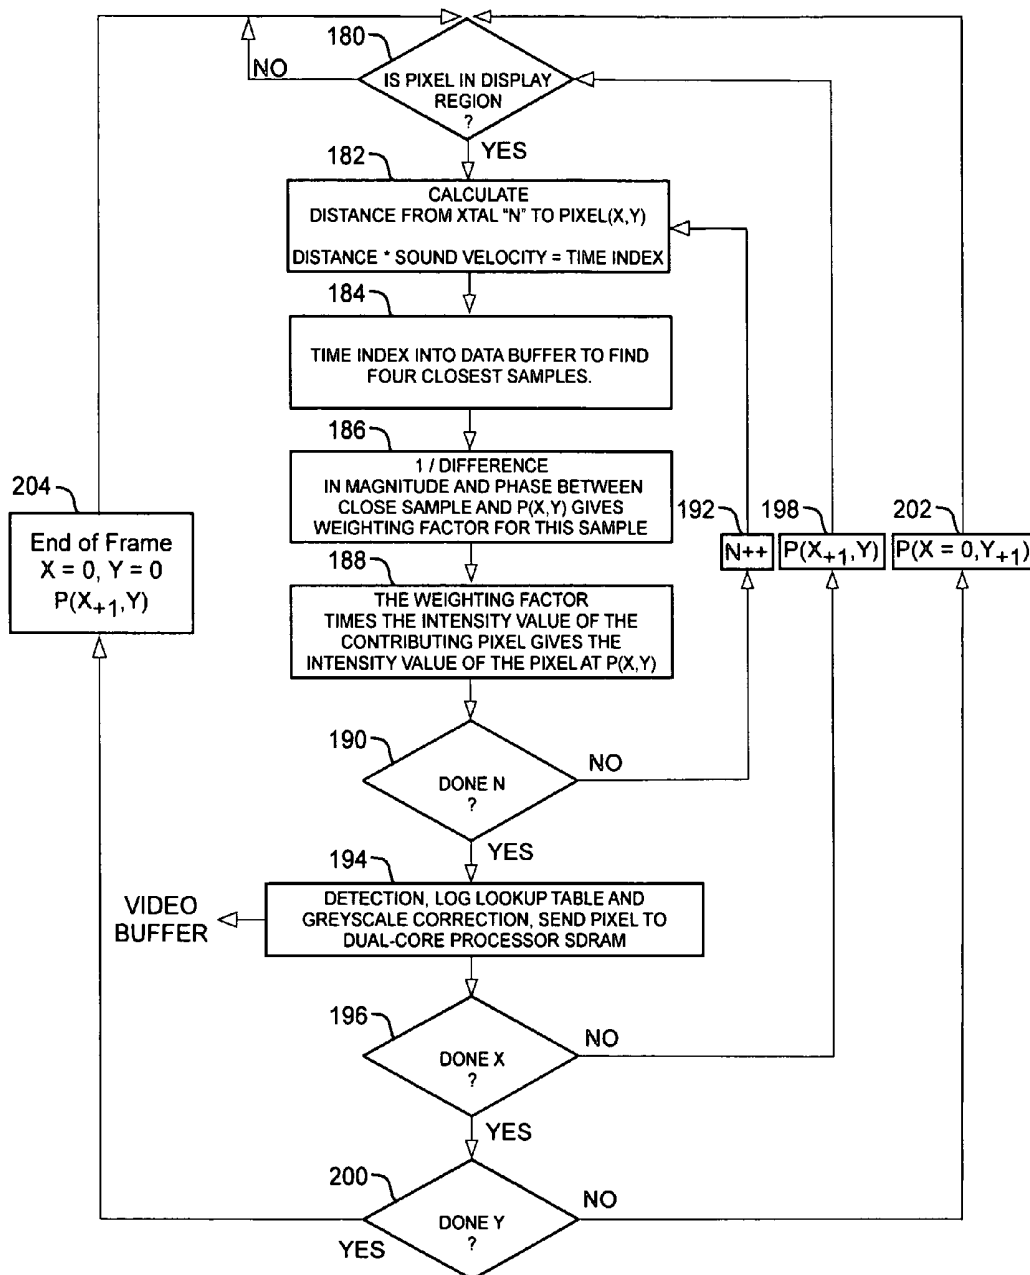 180
NO
IS PIXEL IN DISPLAY
REGION
?
YES
182
CALCULATE
DISTANCE FROM XTAL "N" TO PIXEL(X,Y)
DISTANCE * SOUND VELOCITY = TIME INDEX
184
TIME INDEX INTO DATA BUFFER TO FIND
FOUR CLOSEST SAMPLES.
186
1 / DIFFERENCE
IN MAGNITUDE AND PHASE BETWEEN
CLOSE SAMPLE AND P(X,Y) GIVES
WEIGHTING FACTOR FOR THIS SAMPLE
204
End of Frame
X = 0, Y = 0
P(X+1,Y)
192
N++
198
P(X+1,Y)
202
P(X = 0,Y+1)
188
THE WEIGHTING FACTOR
TIMES THE INTENSITY VALUE OF THE
CONTRIBUTING PIXEL GIVES THE
INTENSITY VALUE OF THE PIXEL AT P(X,Y)
190
DONE N
?
NO
YES
194
DETECTION, LOG LOOKUP TABLE AND
GREYSCALE CORRECTION, SEND PIXEL TO
DUAL-CORE PROCESSOR SDRAM
VIDEO
BUFFER
196
DONE X
?
NO
YES
200
DONE Y
?
NO
YES